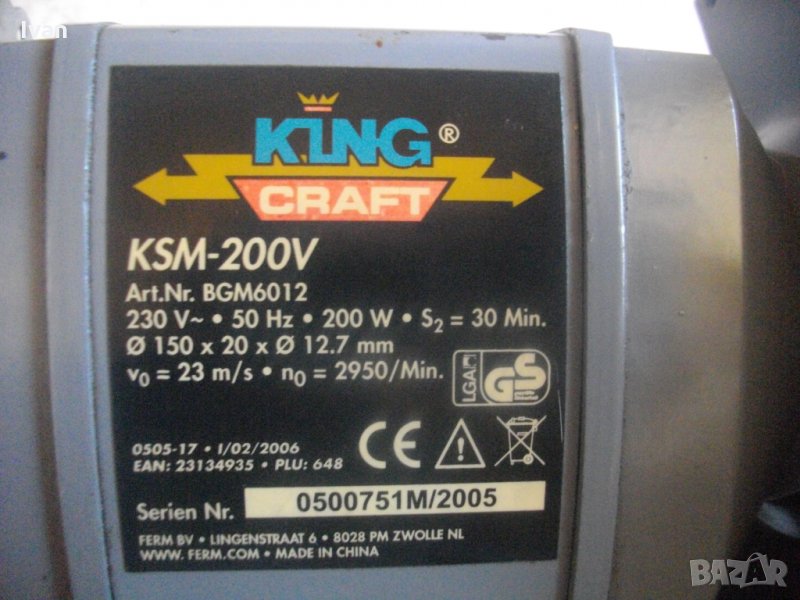 Ivan
KING ®
CRAFT
KSM-200V
Art.Nr. BGM6012
230 V~ • 50 Hz • 200 W • S₂ = 30 Min.
Ø 150 x 20 x Ø 12.7 mm
v₀ = 23 m/s • n₀ = 2950/Min.
LGA
GS
0505-17 • I/02/2006
EAN: 23134935 • PLU: 648
CE
Serien Nr. 0500751M/2005
FERM BV • LINGENSTRAAT 6 • 8028 PM ZWOLLE NL
WWW. FERM.COM • MADE IN CHINA
BAZAR